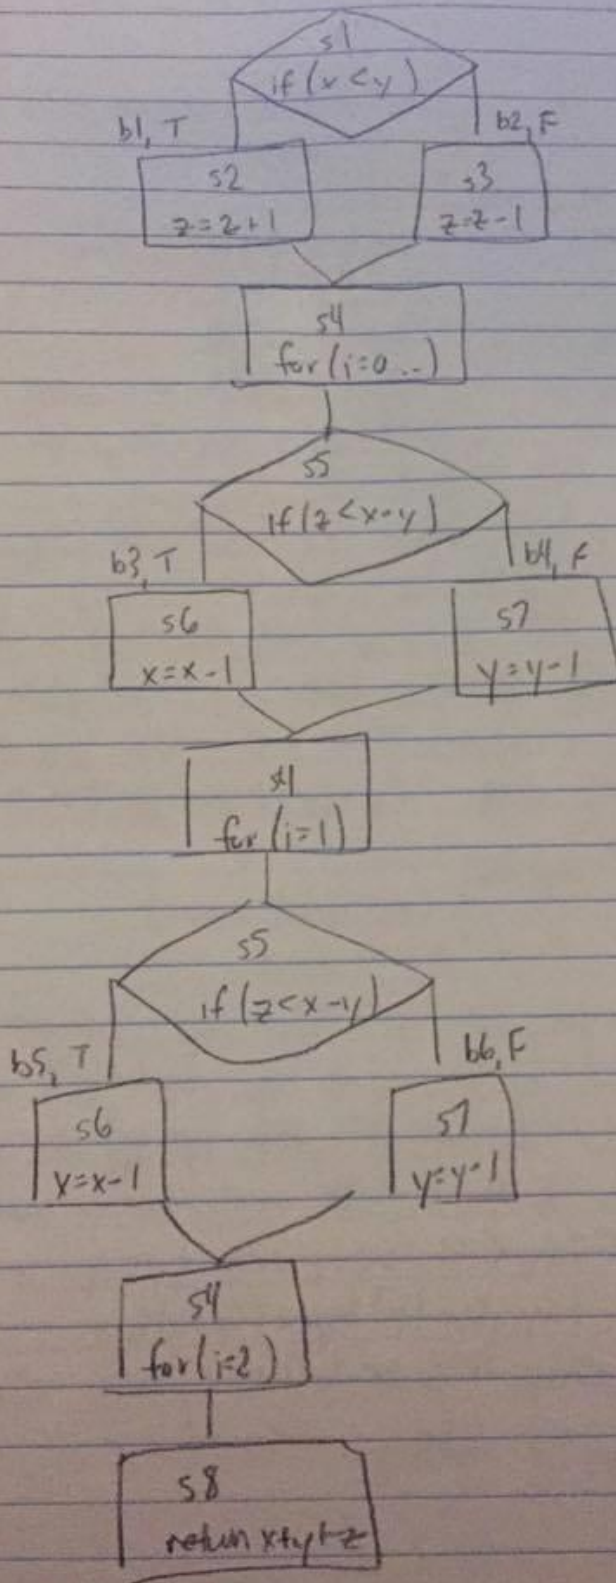 s1
if (x < y)
b1, T
b2, F
s2
z = z + 1
s3
z = z - 1
s4
for (i=0 ..)
s5
if (z < x-y)
b3, T
b4, F
s6
x = x - 1
s7
y = y - 1
s4
for (i=1)
s5
if (z < x-y)
b5, T
b6, F
s6
x = x - 1
s7
y = y - 1
s4
for (i=2)
s8
return x+y+z